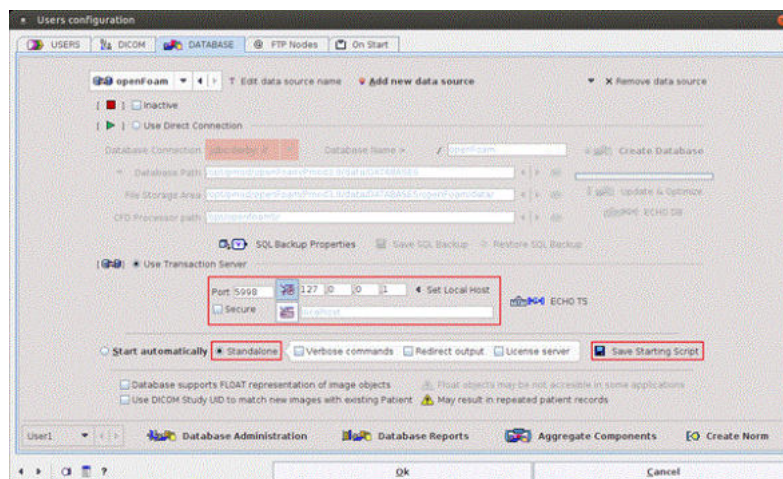 Users configuration
USERS DICOM DATABASE @ FTP Nodes On Start
openFoam T Edit data source name Add new data source X Remove data source
[ ] Inactive
[ ] Use Direct Connection
Database Connection Database Name > / openFoam Create Database
Database Path
File Storage Area Update & Optimize
CFD Processor path ECHO DB
SQL Backup Properties Save SQL Backup Restore SQL Backup
[ ] Use Transaction Server
Port 5998 127 .0 .0 .1 Set Local Host
Secure localhost ECHO TS
Start automatically Standalone Verbose commands Redirect output License server Save Starting Script
Database supports FLOAT representation of image objects Float objects may be not accesible in some applications
Use DICOM Study UID to match new images with existing Patient May result in repeated patient records
User1 Database Administration Database Reports Aggregate Components Create Norm
? Ok Cancel